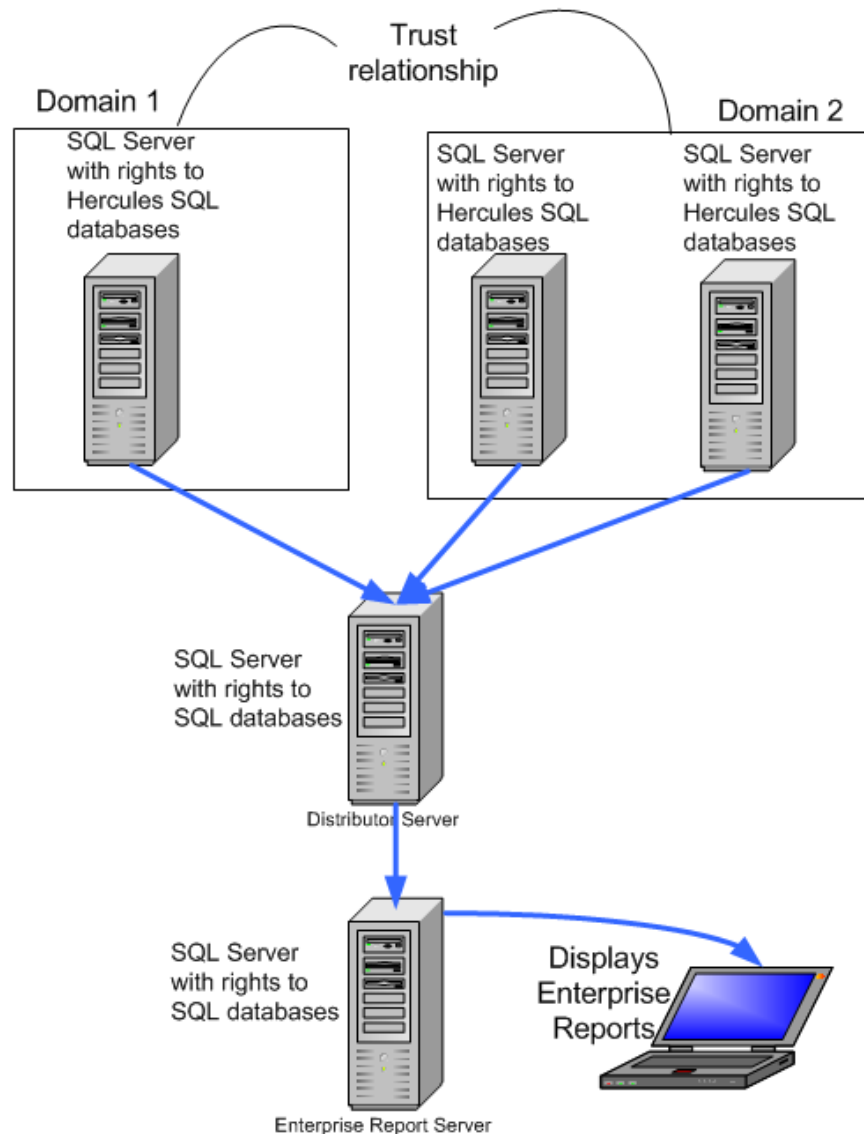 Trust
relationship
Domain 1
Domain 2
SQL Server
with rights to
Hercules SQL
databases
SQL Server
with rights to
Hercules SQL
databases
SQL Server
with rights to
Hercules SQL
databases
SQL Server
with rights to
SQL databases
Distributor Server
SQL Server
with rights to
SQL databases
Displays
Enterprise
Reports
Enterprise Report Server